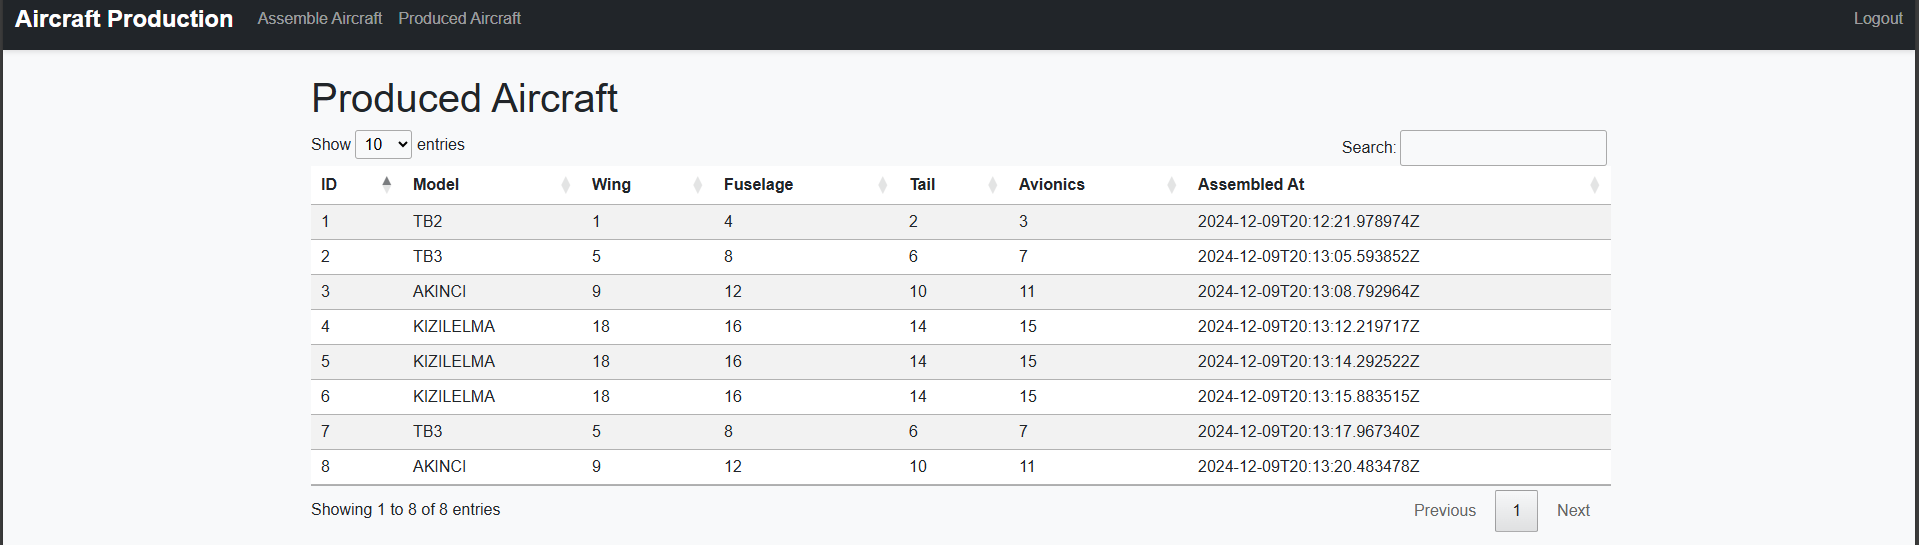 Aircraft Production Assemble Aircraft Produced Aircraft Logout
Produced Aircraft
Show 10 entries Search:
ID Model Wing Fuselage Tail Avionics Assembled At
1 TB2 1 4 2 3 2024-12-09T20:12:21.978974Z
2 TB3 5 8 6 7 2024-12-09T20:13:05.593852Z
3 AKINCI 9 12 10 11 2024-12-09T20:13:08.792964Z
4 KIZILELMA 18 16 14 15 2024-12-09T20:13:12.219717Z
5 KIZILELMA 18 16 14 15 2024-12-09T20:13:14.292522Z
6 KIZILELMA 18 16 14 15 2024-12-09T20:13:15.883515Z
7 TB3 5 8 6 7 2024-12-09T20:13:17.967340Z
8 AKINCI 9 12 10 11 2024-12-09T20:13:20.483478Z
Showing 1 to 8 of 8 entries Previous 1 Next